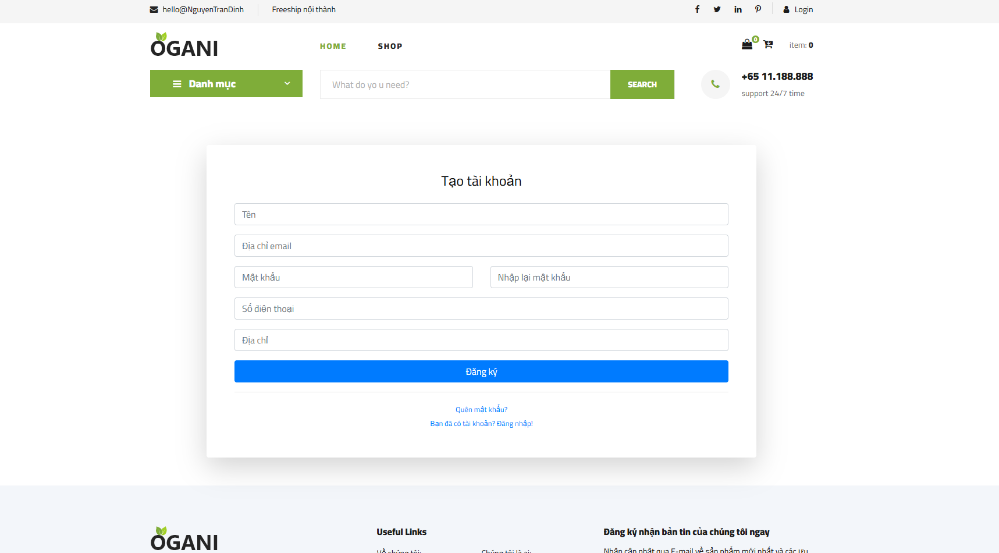 hello@NguyenTranDinh
Freeship nội thành
Login
OGANI
HOME
SHOP
0
item: 0
Danh mục
What do yo u need?
SEARCH
+65 11.188.888
support 24/7 time
Tạo tài khoản
Tên
Địa chỉ email
Mật khẩu
Nhập lại mật khẩu
Số điện thoại
Địa chỉ
Đăng ký
Quên mật khẩu?
Bạn đã có tài khoản? Đăng nhập!
OGANI
Useful Links
Đăng ký nhận bản tin của chúng tôi ngay
Về chúng tôi:
Chúng tôi là ai:
Nhận cập nhật qua E-mail về sản phẩm mới nhất và các ưu